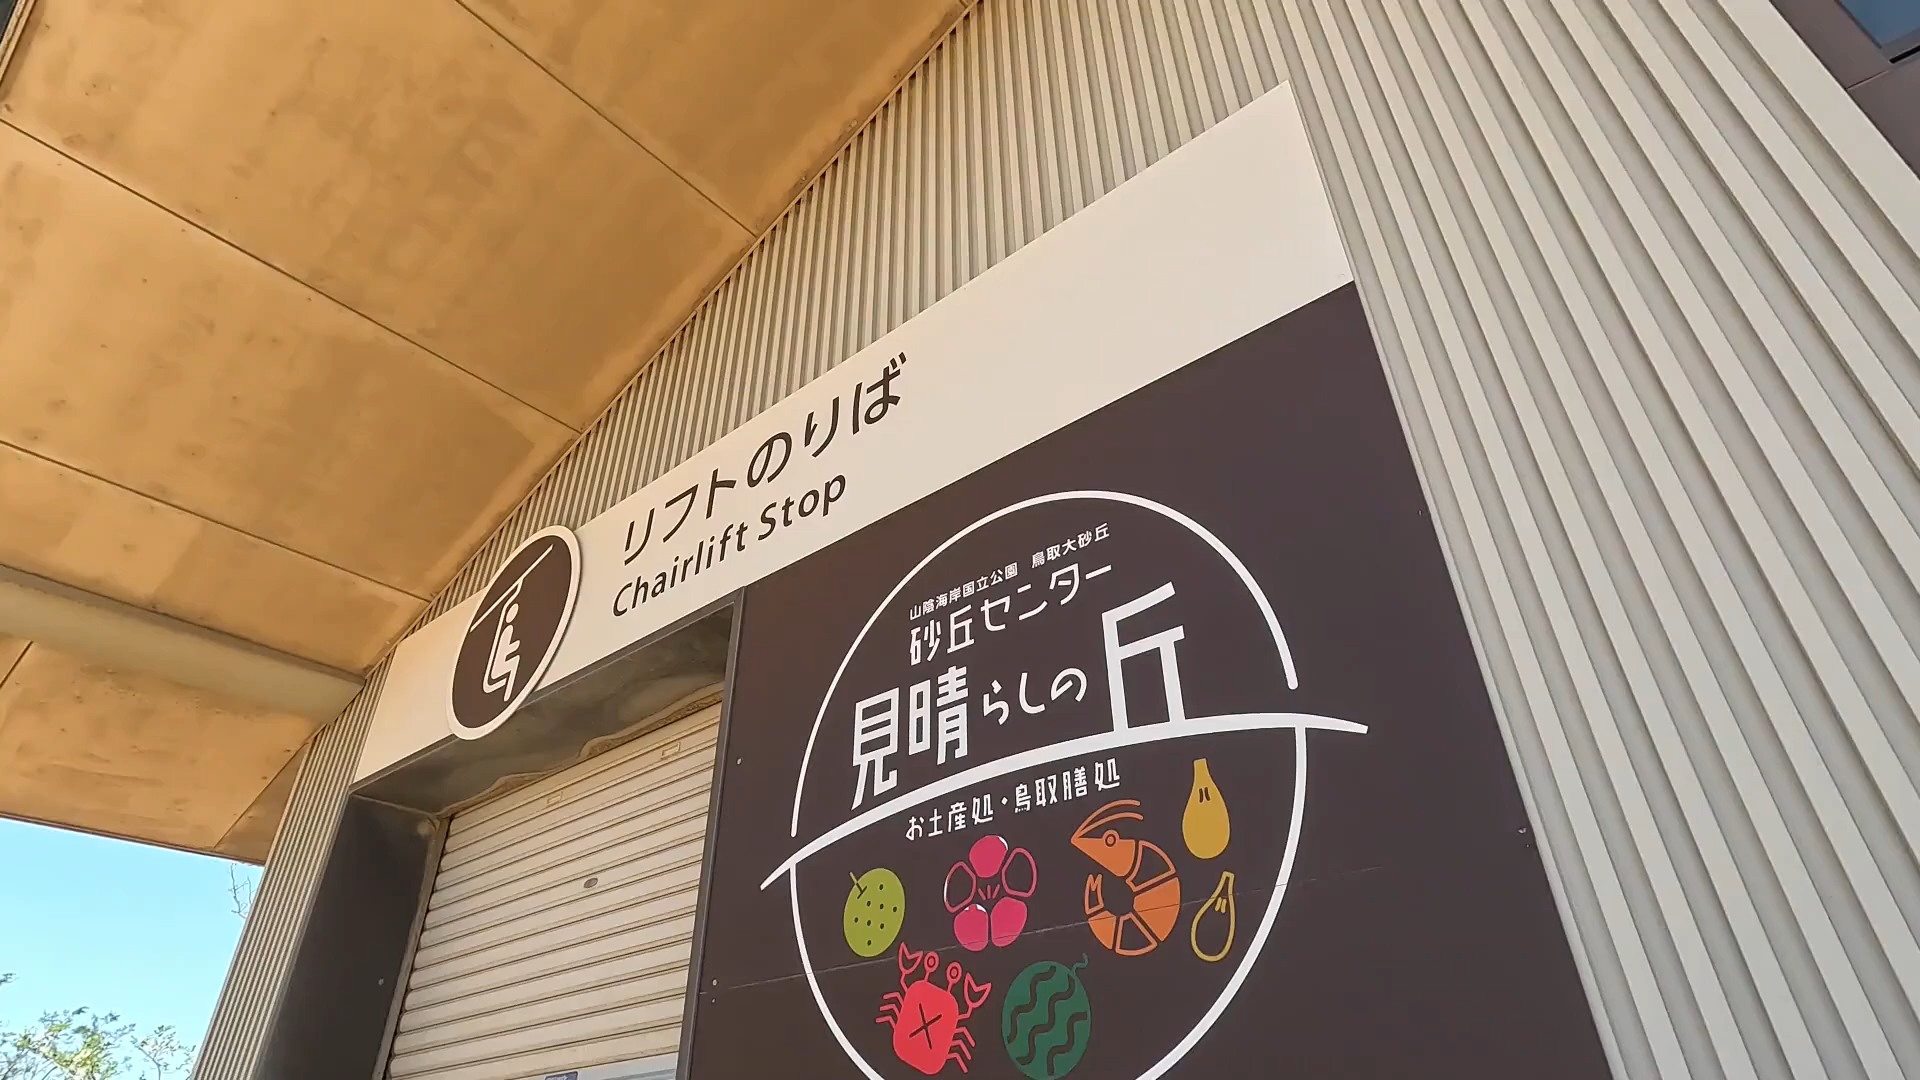 リフトのりば
Chairlift Stop
山陰海岸国立公園 鳥取大砂丘
砂丘センター
見晴らしの丘
お土産処・鳥取膳処